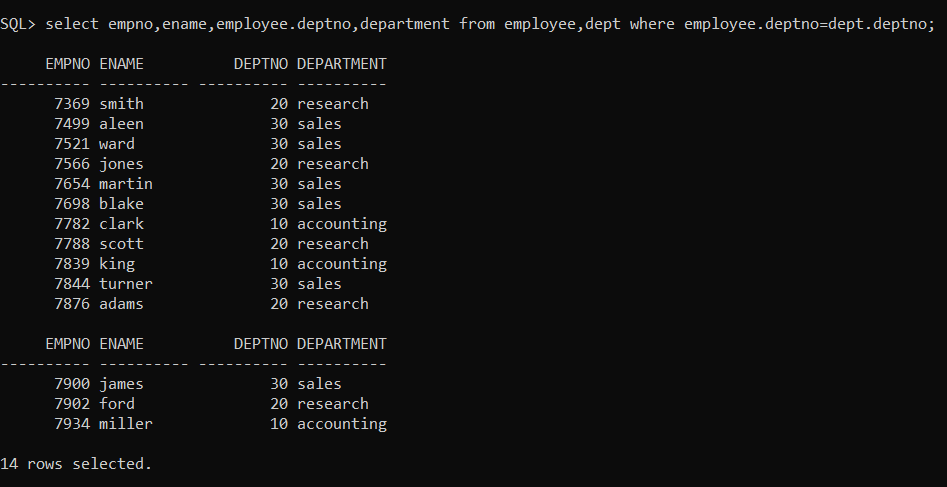 SQL> select empno,ename,employee.deptno,department from employee,dept where employee.deptno=dept.deptno;
     EMPNO ENAME          DEPTNO DEPARTMENT
---------- ---------- ---------- ----------
      7369 smith              20 research
      7499 aleen              30 sales
      7521 ward               30 sales
      7566 jones              20 research
      7654 martin             30 sales
      7698 blake              30 sales
      7782 clark              10 accounting
      7788 scott              20 research
      7839 king               10 accounting
      7844 turner             30 sales
      7876 adams              20 research
     EMPNO ENAME          DEPTNO DEPARTMENT
---------- ---------- ---------- ----------
      7900 james              30 sales
      7902 ford               20 research
      7934 miller             10 accounting
14 rows selected.